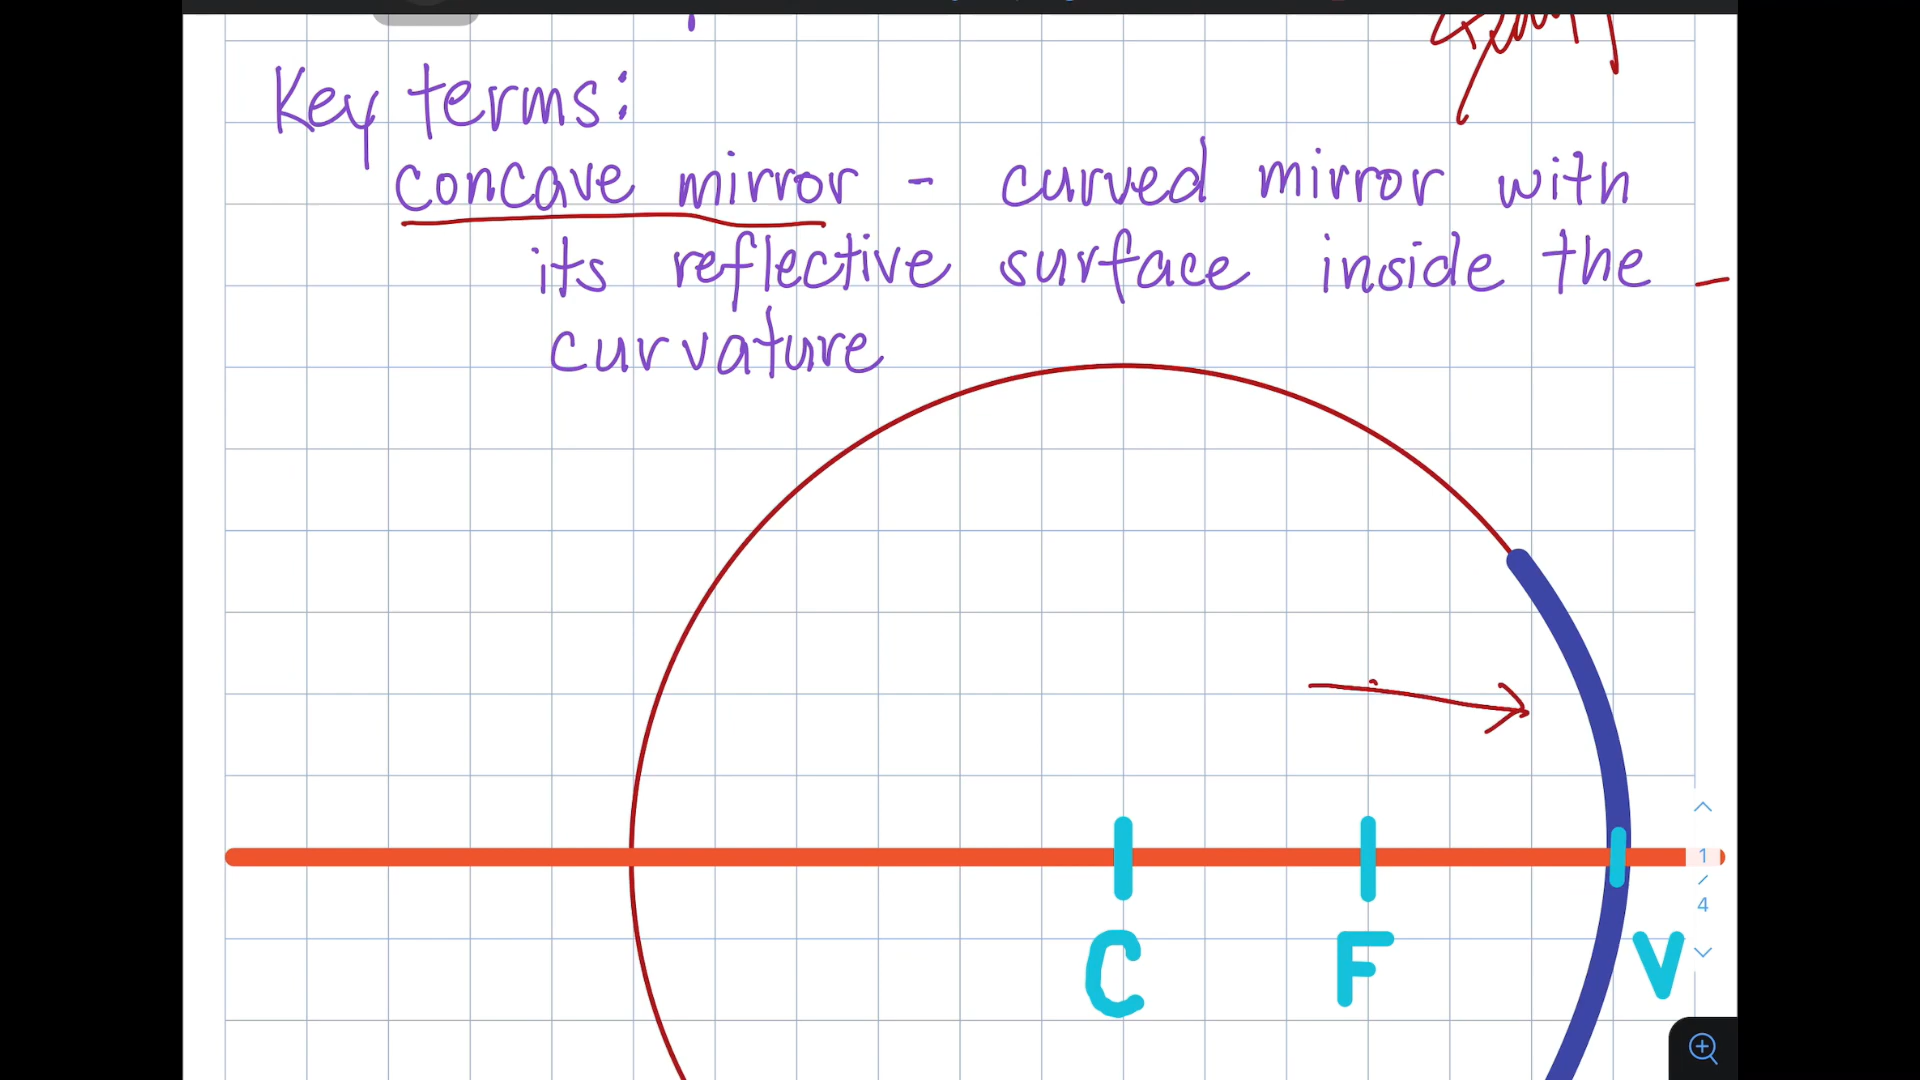 Key terms:
concave mirror - curved mirror with
its reflective surface inside the
curvature
C F V
1
/
4